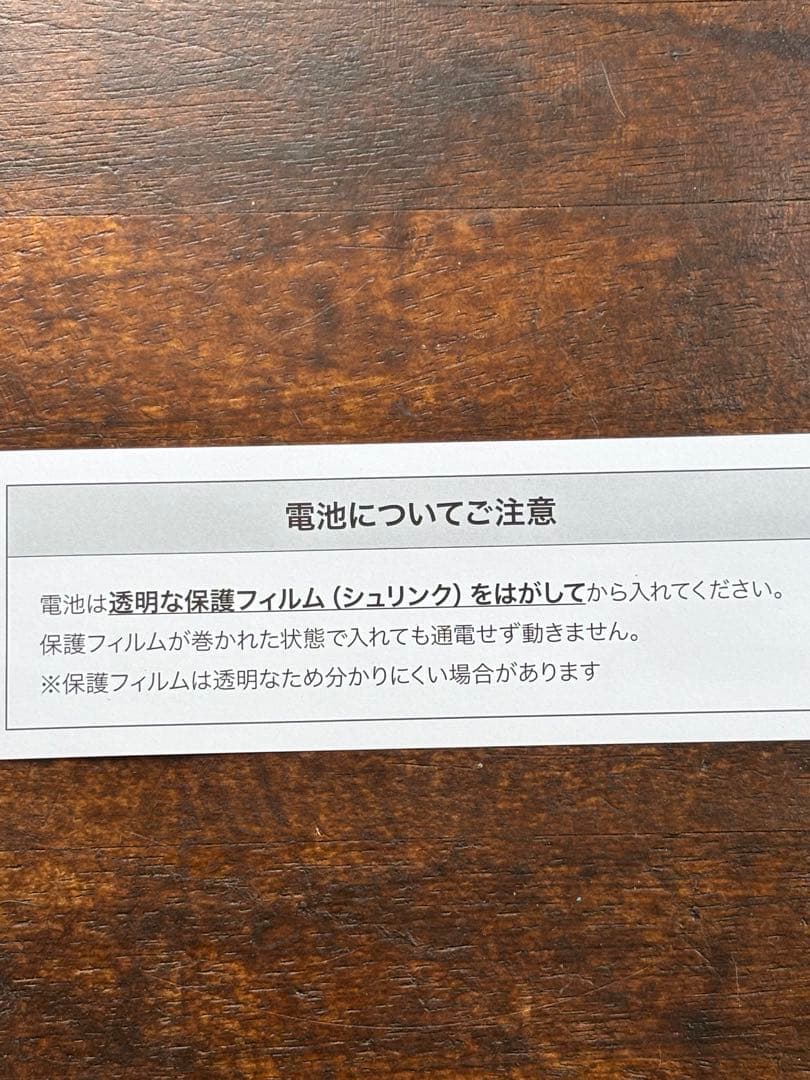 電池についてご注意
電池は透明な保護フィルム（シュリンク）をはがしてから入れてください。
保護フィルムが巻かれた状態で入れても通電せず動きません。
※保護フィルムは透明なため分かりにくい場合があります